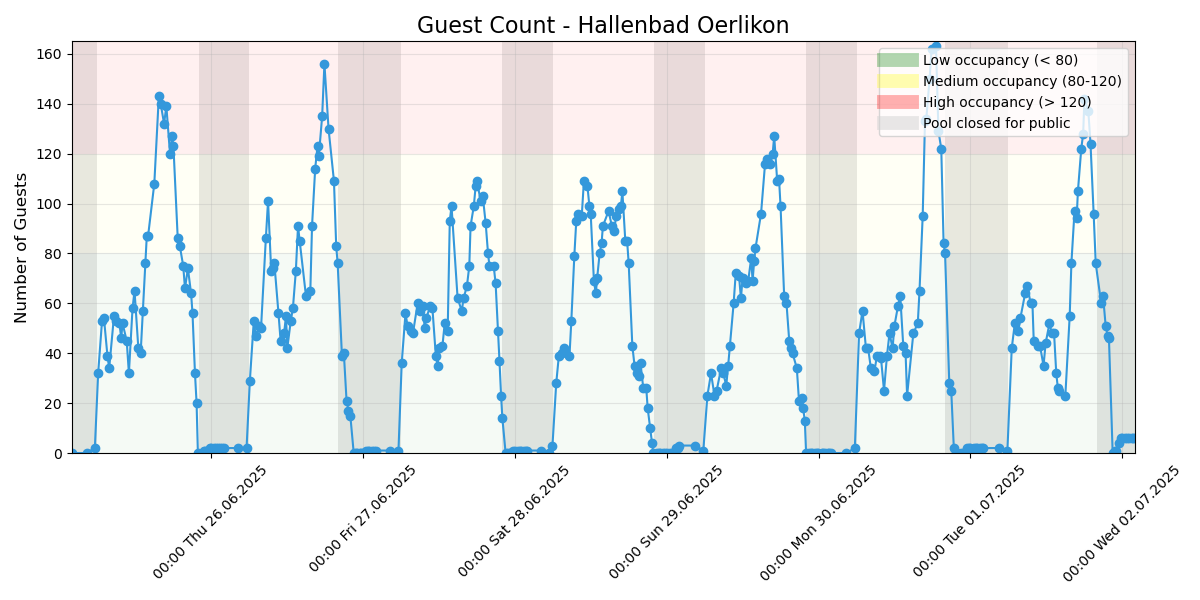 Guest Count - Hallenbad Oerlikon
Number of Guests
160
140
120
100
80
60
40
20
0
Low occupancy (< 80)
Medium occupancy (80-120)
High occupancy (> 120)
Pool closed for public
00:00 Thu 26.06.2025
00:00 Fri 27.06.2025
00:00 Sat 28.06.2025
00:00 Sun 29.06.2025
00:00 Mon 30.06.2025
00:00 Tue 01.07.2025
00:00 Wed 02.07.2025